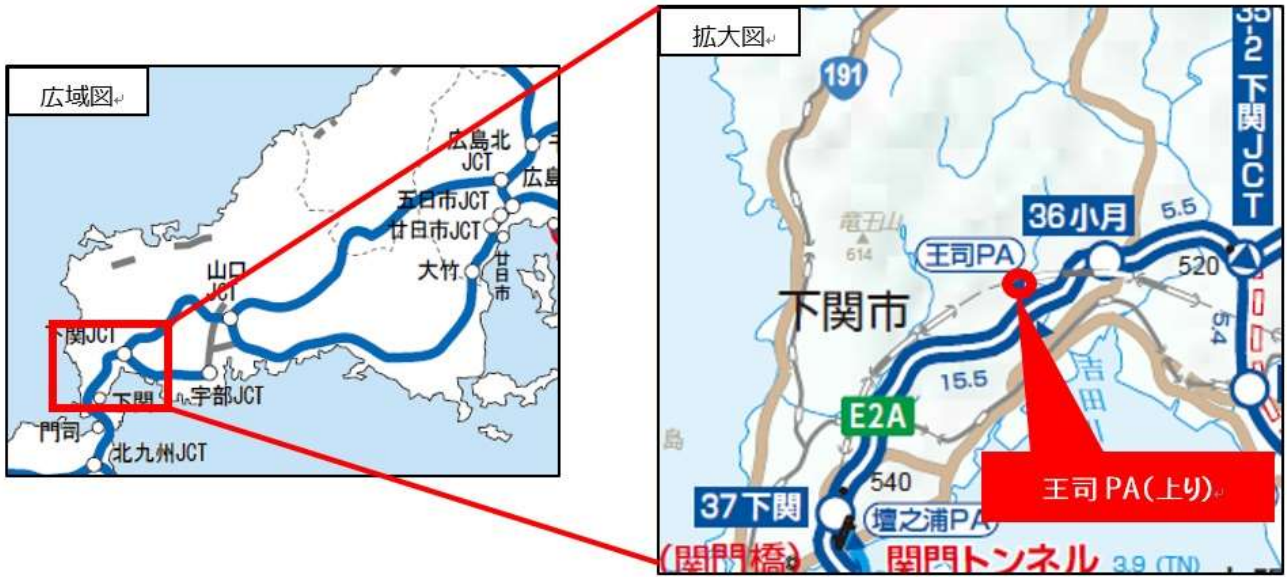 広域図
広島北
JCT
広島
五日市JCT
廿日市JCT
廿日市
大竹
山口
JCT
下関JCT
宇部JCT
下関
門司
北九州JCT
拡大図
191
35-2 下関JCT
竜王山
614
36 小月
5.5
王司PA
520
下関市
5.4
15.5
吉田
E2A
島
王司 PA(上り)
540
37 下関
壇之浦PA
(関門橋)
関門トンネル 3.9 (TN)